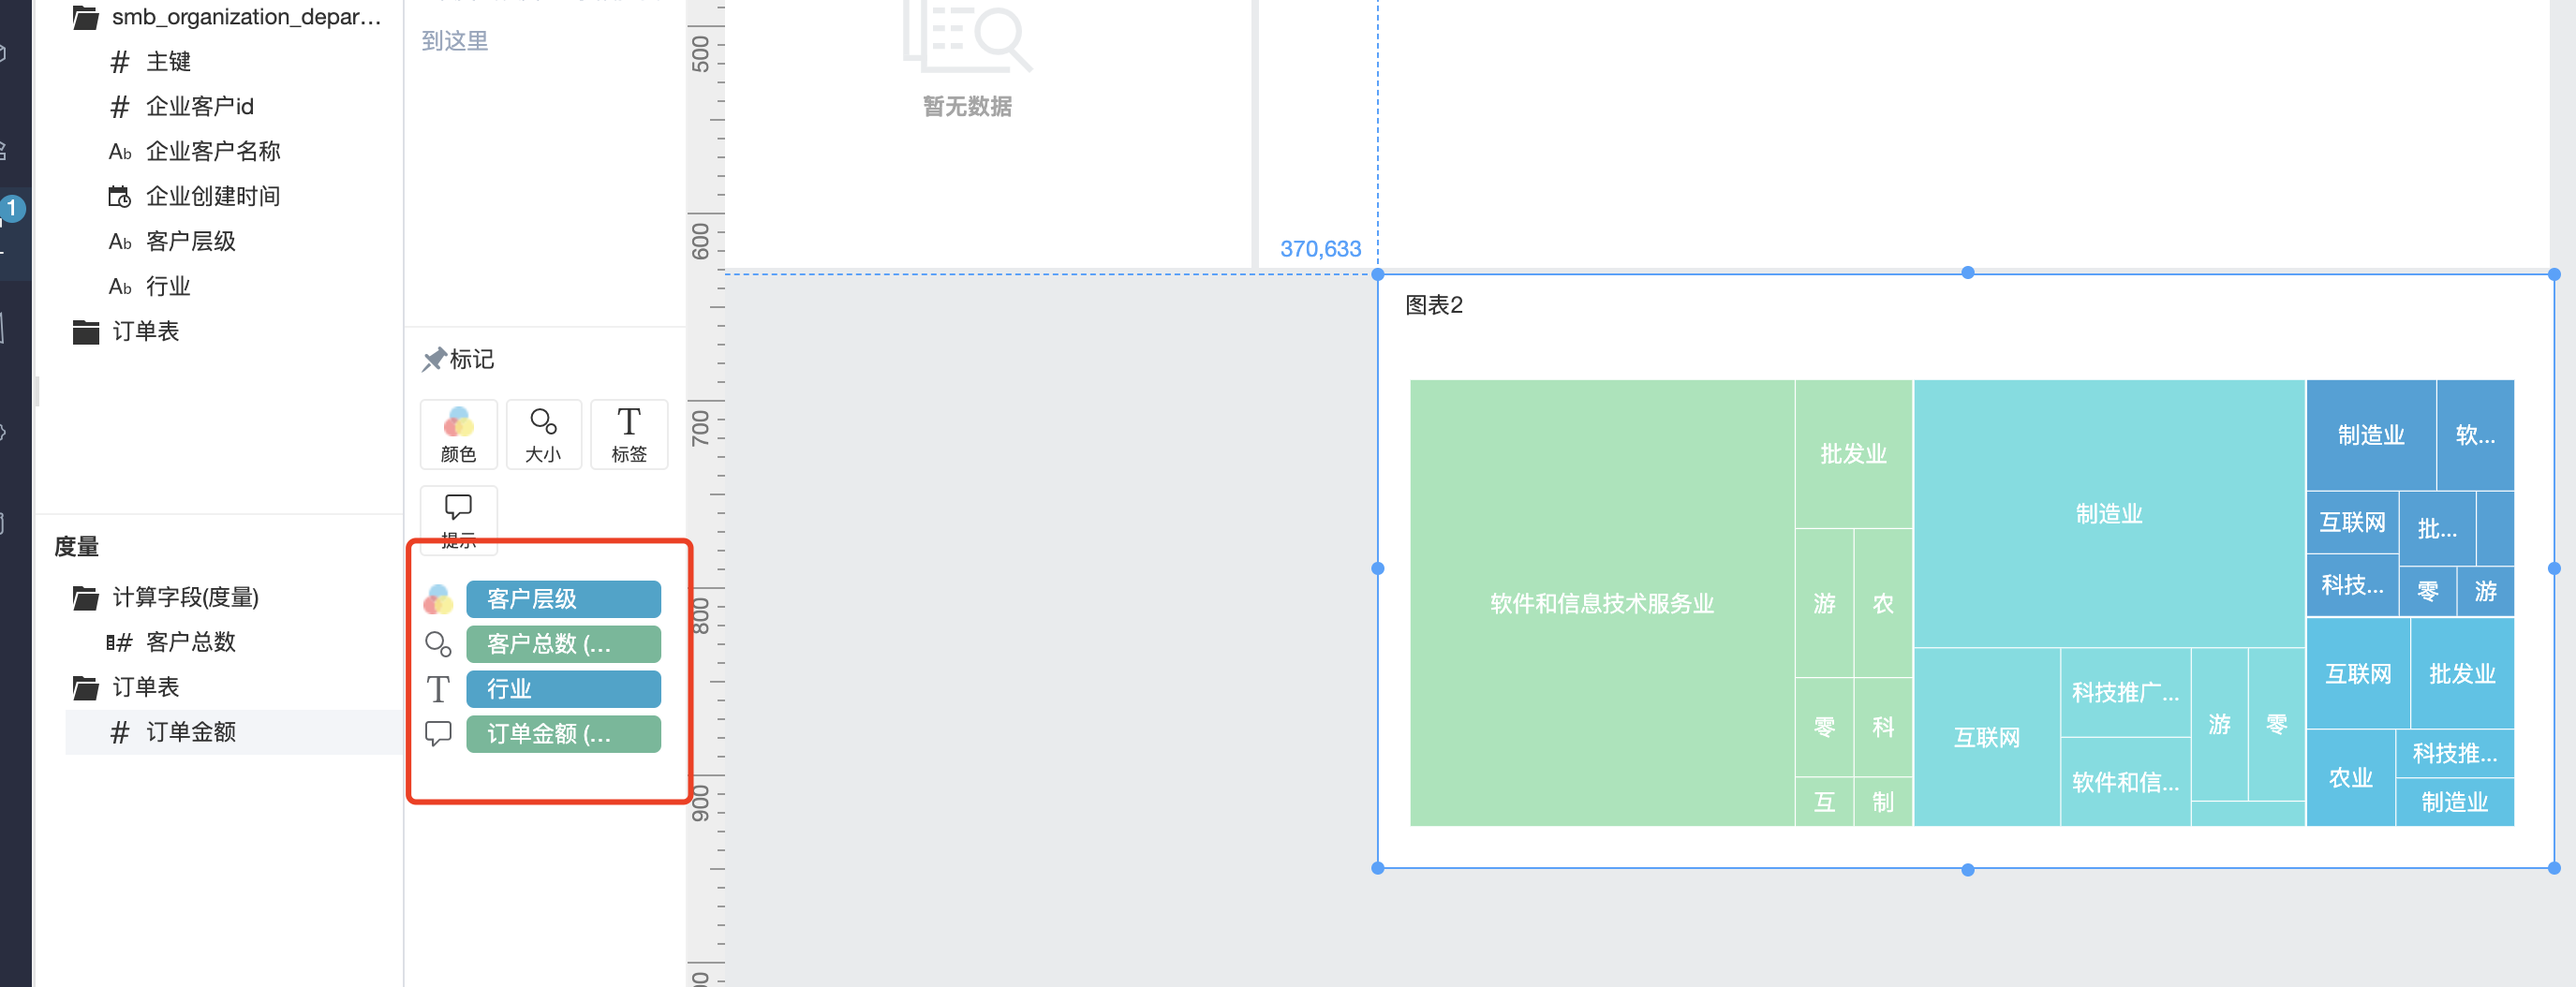 smb_organization_depar...
主键
企业客户id
企业客户名称
企业创建时间
客户层级
行业
订单表
度量
计算字段(度量)
客户总数
订单表
订单金额
1
到这里
标记
颜色
大小
标签
提示
客户层级
客户总数 (...
行业
订单金额 (...
500
600
700
800
900
暂无数据
370,633
图表2
软件和信息技术服务业
批发业
游
农
零
科
互
制
制造业
互联网
科技推广...
软件和信...
游
零
制造业
软...
互联网
批...
科技...
零
游
互联网
批发业
农业
科技推...
制造业